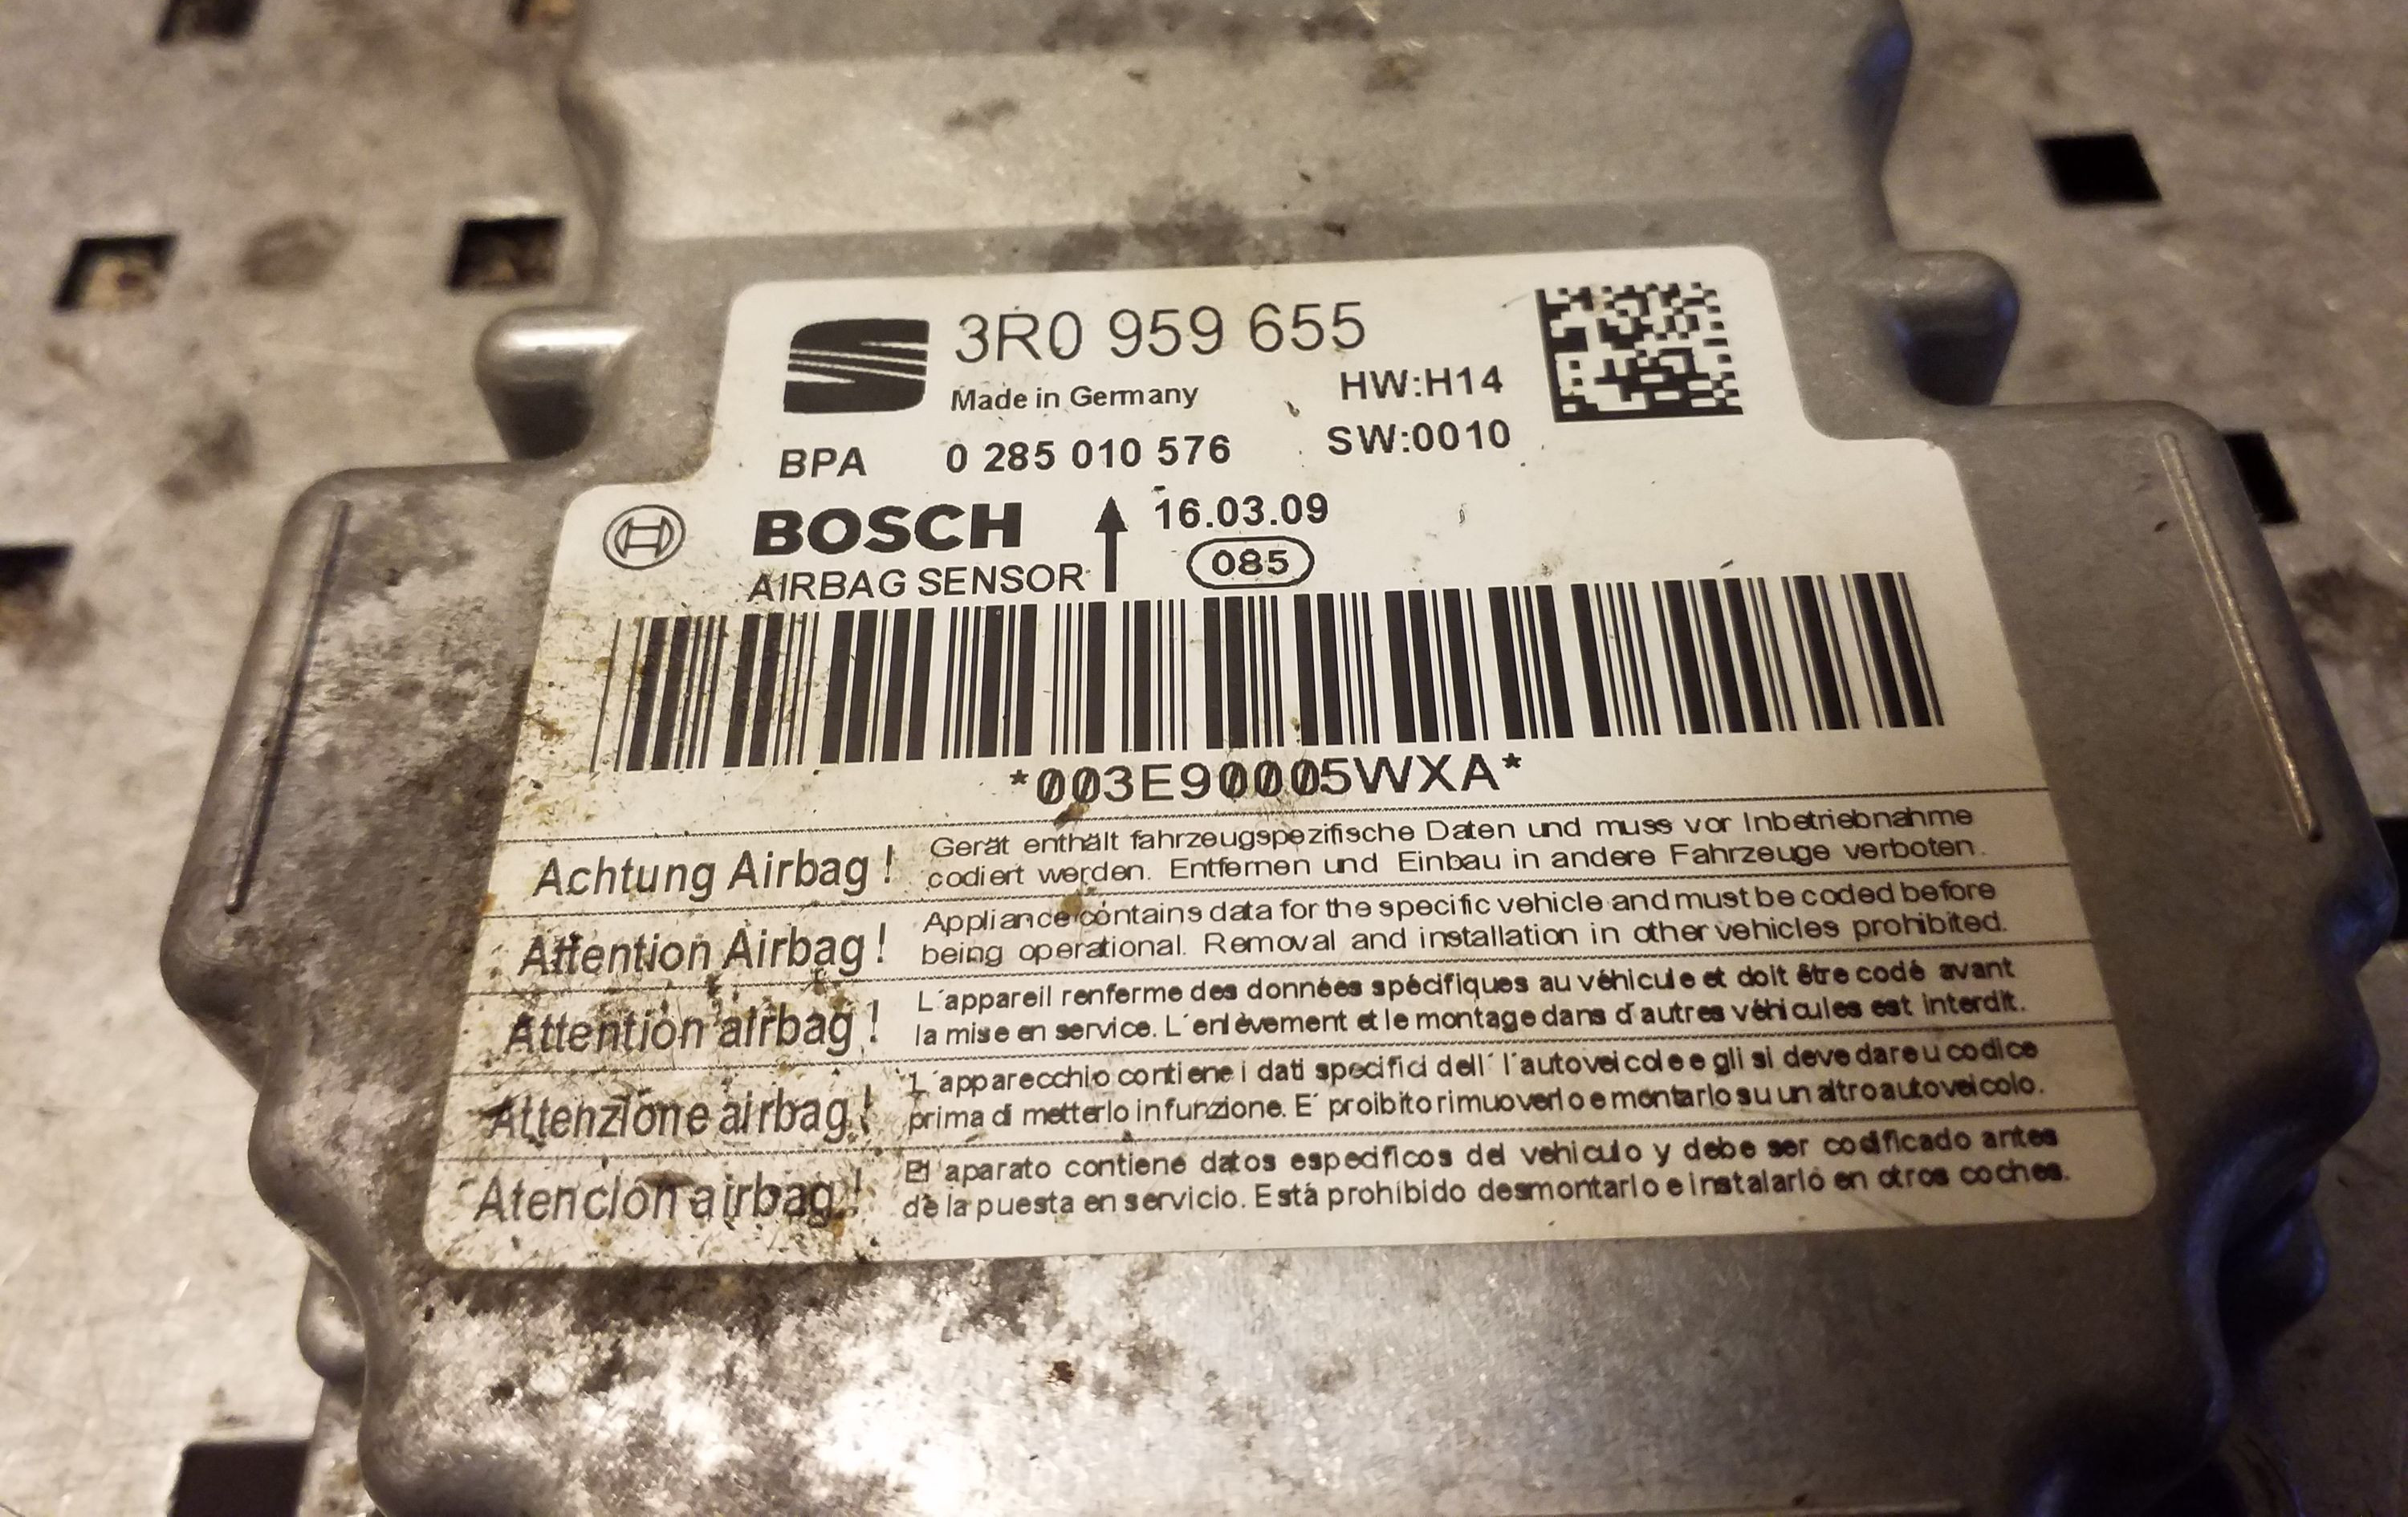 3R0 959 655
Made in Germany
HW:H14
BPA 0 285 010 576 SW:0010
BOSCH 16.03.09
AIRBAG SENSOR 085
*003E90005WXA*
Achtung Airbag ! Gerät enthält fahrzeugspezifische Daten und muss vor Inbetriebnahme
codiert werden. Entfernen und Einbau in andere Fahrzeuge verboten.
Attention Airbag ! Appliance contains data for the specific vehicle and must be coded before
being operational. Removal and installation in other vehicles prohibited.
Attention airbag ! L´appareil renferme des données spécifiques au véhicule et doit être codé avant
la mise en service. L´enlèvement et le montage dans d´autres véhicules est interdit.
Attenzione airbag ! L´apparecchio contiene i dati specifici dell´ l´autoveicolo e gli si deve dare u codice
prima di metterlo in funzione. E´ proibito rimuoverlo e montarlo su un altro autoveicolo.
Atención airbag ! El aparato contiene datos especificos del vehiculo y debe ser codificado antes
de la puesta en servicio. Está prohibido desmontarlo e instalarlo en otros coches.